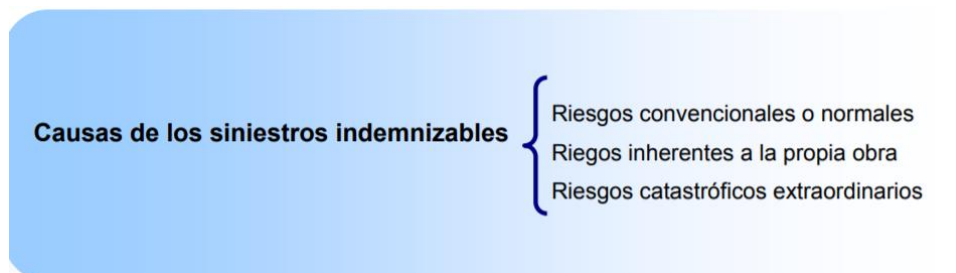 Causas de los siniestros indemnizables
Riesgos convencionales o normales
Riegos inherentes a la propia obra
Riesgos catastróficos extraordinarios